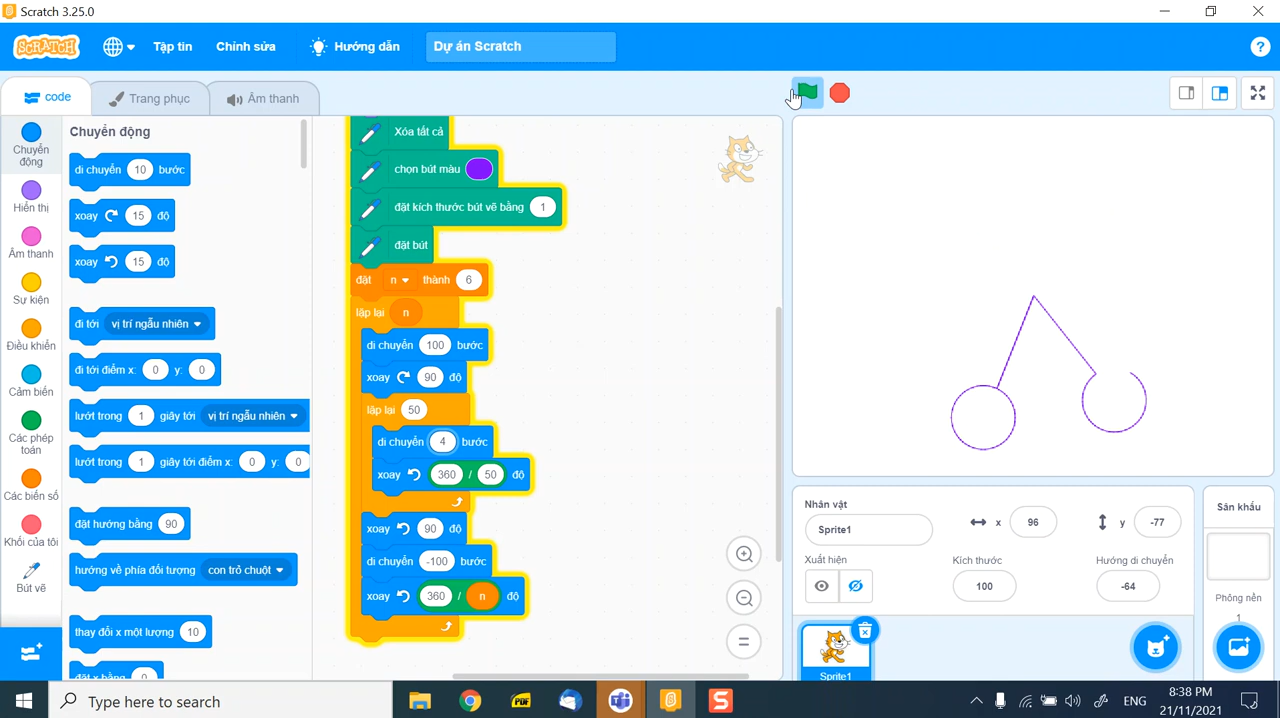 Scratch 3.25.0
SCRATCH
Tập tin
Chỉnh sửa
Hướng dẫn
Dự án Scratch
?
code
Trang phục
Âm thanh
Chuyển động
Hiển thị
Âm thanh
Sự kiện
Điều khiển
Cảm biến
Các phép toán
Các biến số
Khối của tôi
Bút vẽ
Chuyển động
di chuyển 10 bước
xoay 15 độ
xoay 15 độ
đi tới vị trí ngẫu nhiên
đi tới điểm x: 0 y: 0
lướt trong 1 giây tới vị trí ngẫu nhiên
lướt trong 1 giây tới điểm x: 0 y: 0
đặt hướng bằng 90
hướng về phía đối tượng con trỏ chuột
thay đổi x một lượng 10
đặt x bằng 0
Xóa tất cả
chọn bút màu
đặt kích thước bút vẽ bằng 1
đặt bút
đặt n thành 6
lặp lại n
di chuyển 100 bước
xoay 90 độ
lặp lại 50
di chuyển 4 bước
xoay 360 / 50 độ
xoay 90 độ
di chuyển -100 bước
xoay 360 / n độ
Nhân vật
Sprite1
x 96
y -77
Xuất hiện
Kích thước
100
Hướng di chuyển
-64
Sprite1
Sân khấu
Phông nền
1
Type here to search
PDF
S
ENG
8:38 PM
21/11/2021